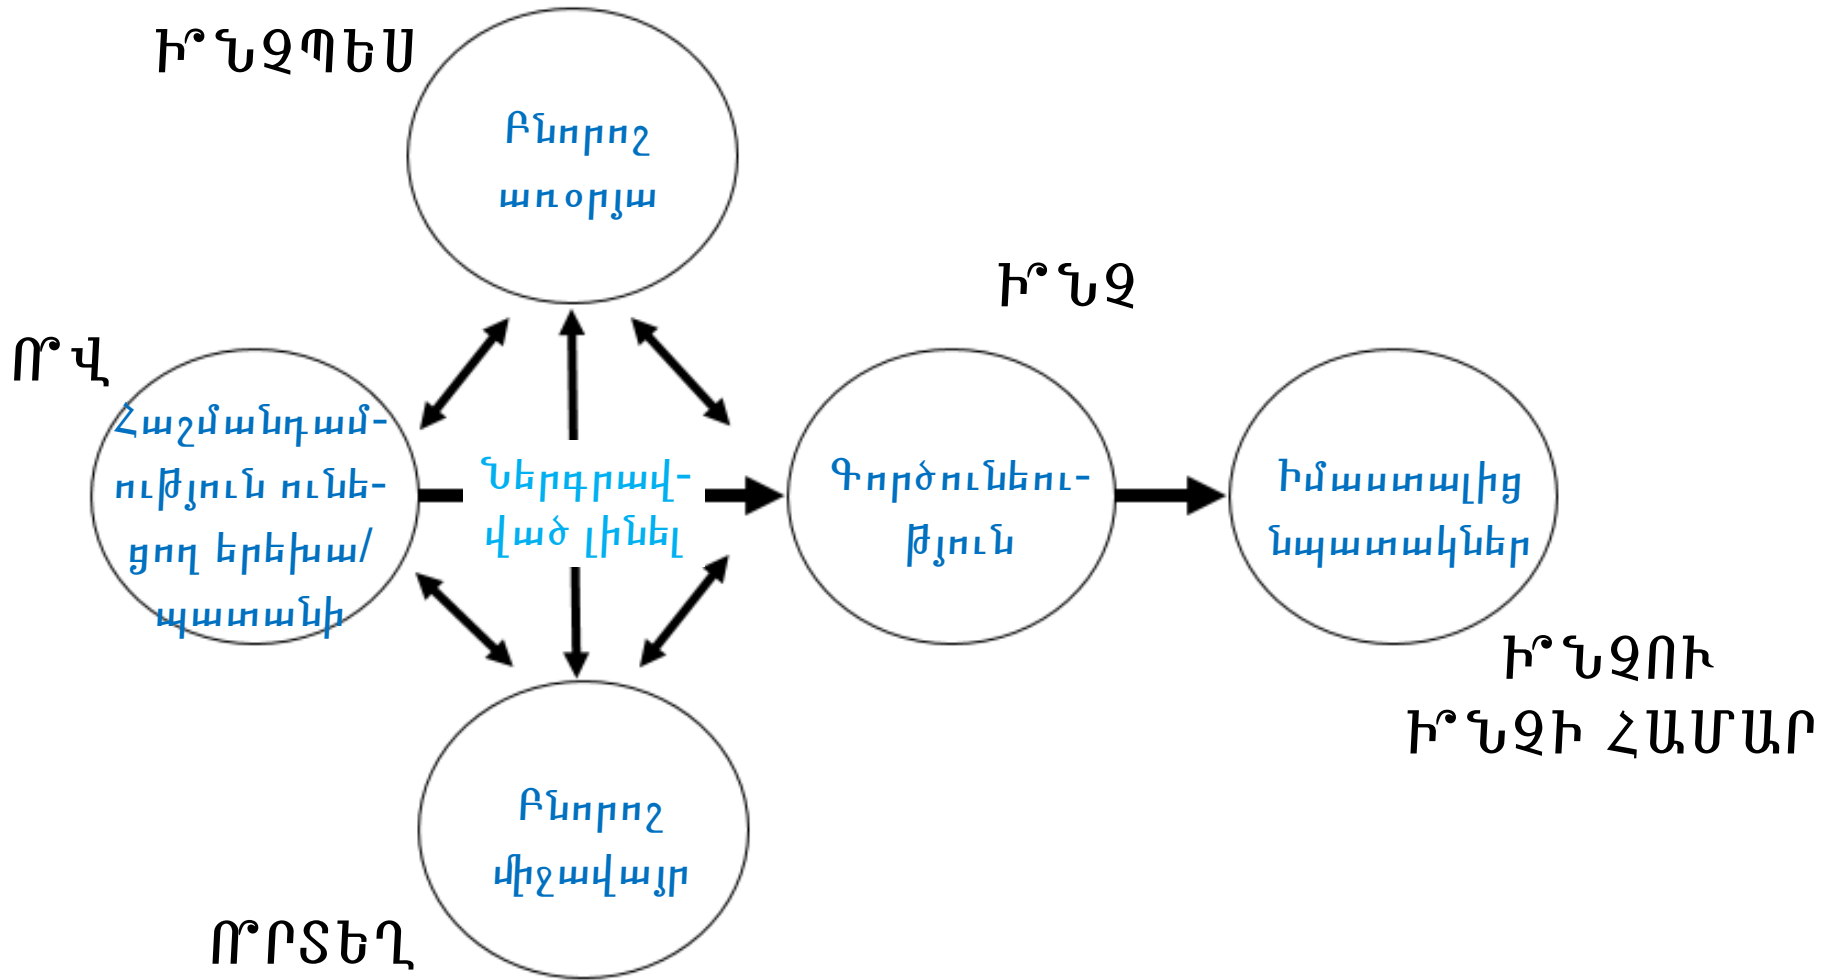 Ի՞ՆՉՊԵՍ
Բնորոշ
առօրյա
Ի՞ՆՉ
Ո՞Վ
Հաշմանդամ-
ություն ունե-
ցող երեխա/
պատանի
Ներգրավ-
ված լինել
Գործունեու-
թյուն
Իմաստալից
նպատակներ
Ի՞ՆՉՈՒ
Ի՞ՆՉԻ ՀԱՄԱՐ
Բնորոշ
միջավայր
Ո՞ՐՏԵՂ